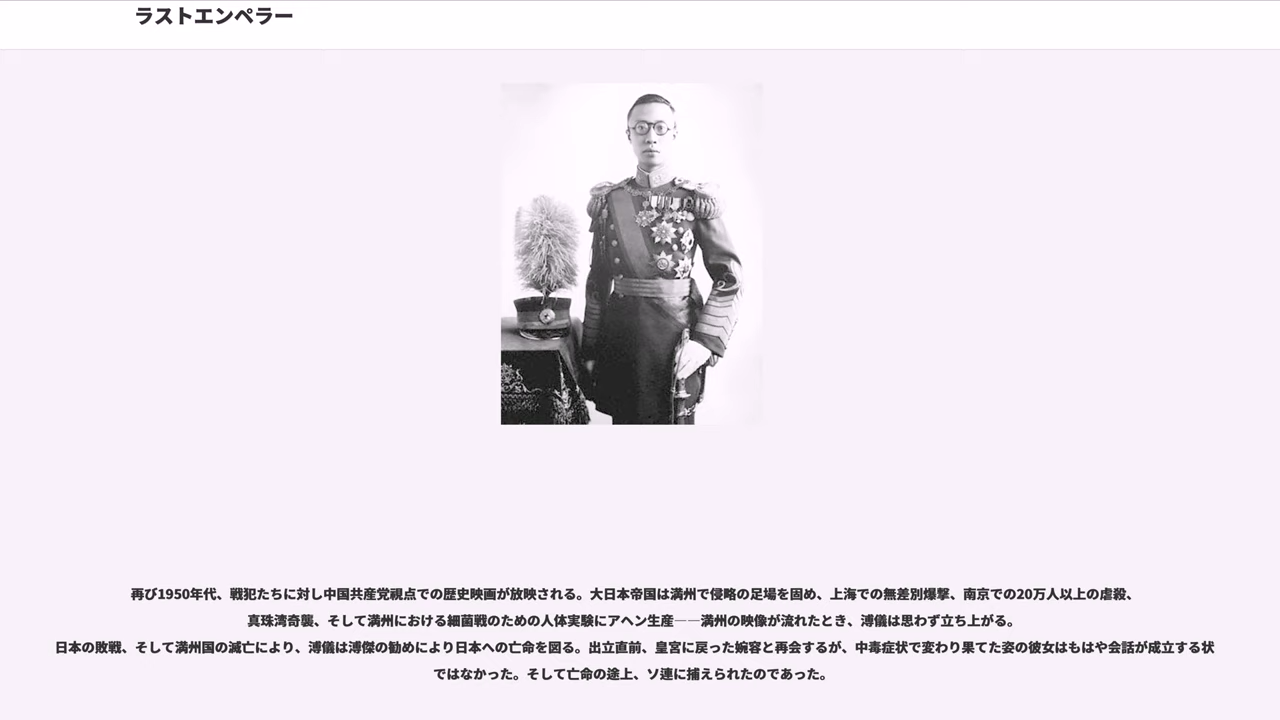 ラストエンペラー
再び1950年代、戦犯たちに対し中国共産党視点での歴史映画が放映される。大日本帝国は満州で侵略の足場を固め、上海での無差別爆撃、南京での20万人以上の虐殺、
真珠湾奇襲、そして満州における細菌戦のための人体実験にアヘン生産――満州の映像が流れたとき、溥儀は思わず立ち上がる。
日本の敗戦、そして満州国の滅亡により、溥儀は溥傑の勧めにより日本への亡命を図る。出立直前、皇宮に戻った婉容と再会するが、中毒症状で変わり果てた姿の彼女はもはや会話が成立する状
ではなかった。そして亡命の途上、ソ連に捕えられたのであった。